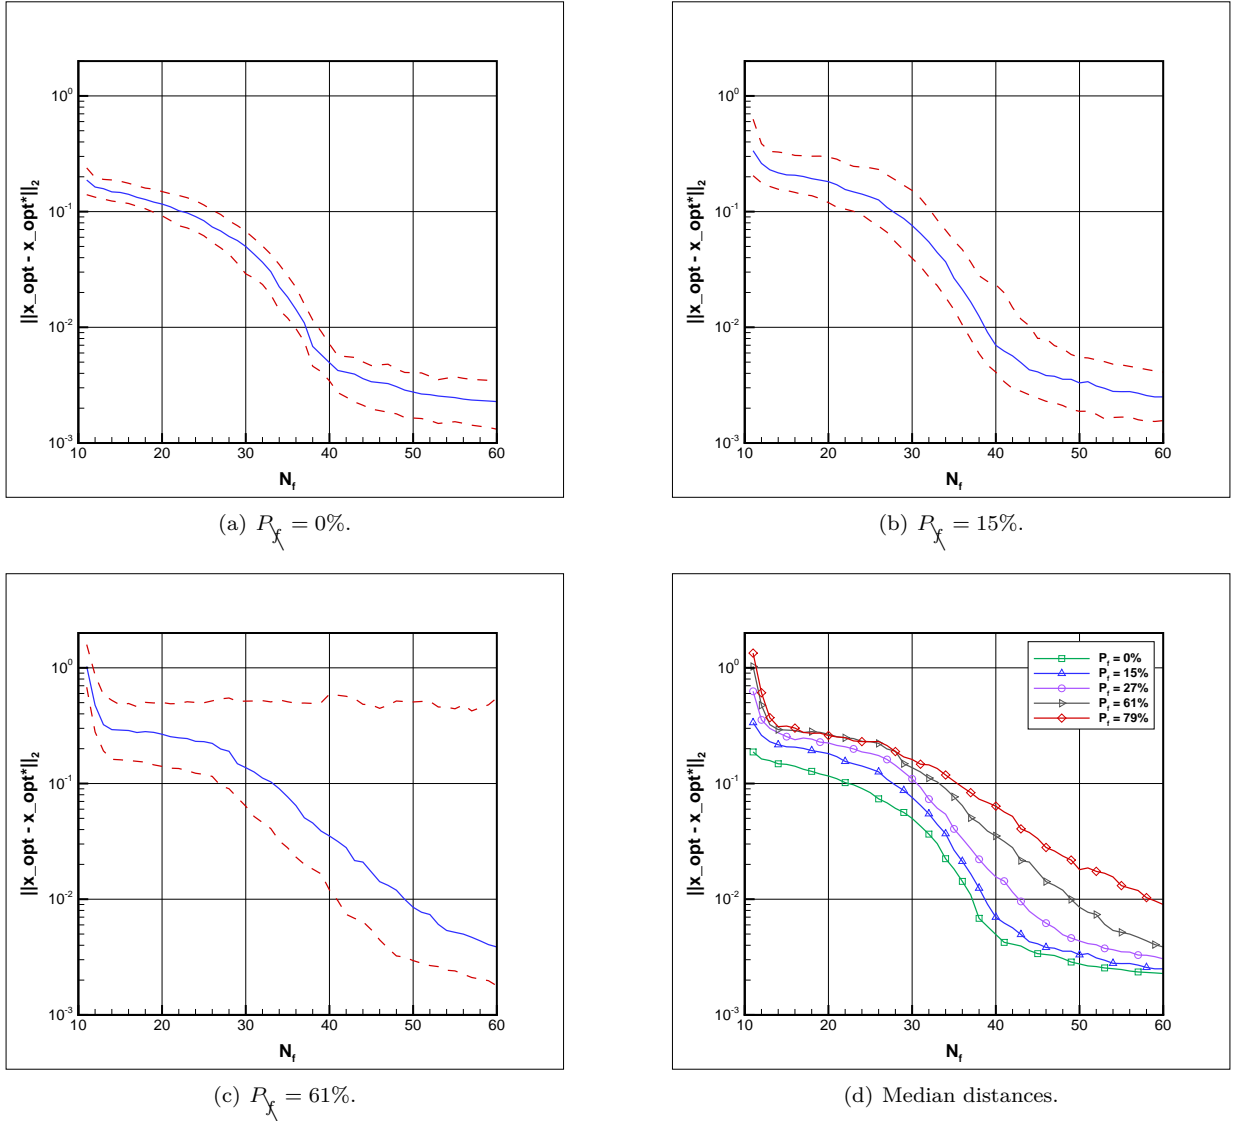 10⁰
10⁻¹
10⁻²
10⁻³
||x_opt - x_opt*||₂
10 20 30 40 50 60
N_f
(a) P_f = 0%.
10⁰
10⁻¹
10⁻²
10⁻³
||x_opt - x_opt*||₂
10 20 30 40 50 60
N_f
(b) P_f = 15%.
10⁰
10⁻¹
10⁻²
10⁻³
||x_opt - x_opt*||₂
10 20 30 40 50 60
N_f
(c) P_f = 61%.
P_f = 0%
P_f = 15%
P_f = 27%
P_f = 61%
P_f = 79%
10⁰
10⁻¹
10⁻²
10⁻³
||x_opt - x_opt*||₂
10 20 30 40 50 60
N_f
(d) Median distances.